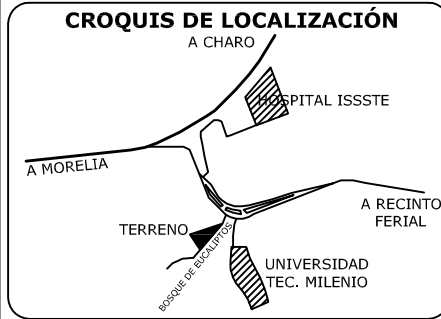 CROQUIS DE LOCALIZACIÓN
A CHARO
HOSPITAL ISSSTE
A MORELIA
A RECINTO
FERIAL
TERRENO
BOSQUE DE EUCALIPTOS
UNIVERSIDAD
TEC. MILENIO